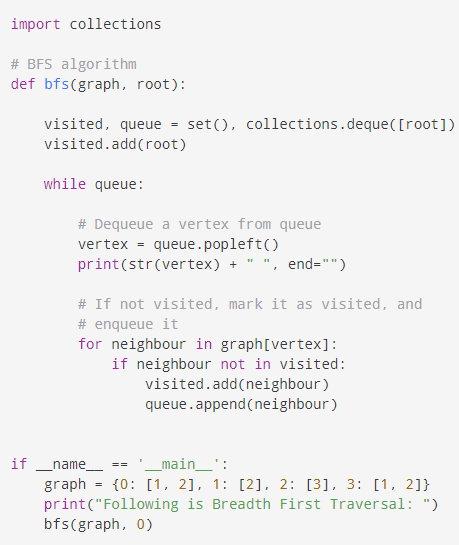 import collections
# BFS algorithm
def bfs(graph, root):
    visited, queue = set(), collections.deque([root])
    visited.add(root)
    while queue:
        # Dequeue a vertex from queue
        vertex = queue.popleft()
        print(str(vertex) + " ", end="")
        # If not visited, mark it as visited, and
        # enqueue it
        for neighbour in graph[vertex]:
            if neighbour not in visited:
                visited.add(neighbour)
                queue.append(neighbour)
if __name__ == '__main__':
    graph = {0: [1, 2], 1: [2], 2: [3], 3: [1, 2]}
    print("Following is Breadth First Traversal: ")
    bfs(graph, 0)